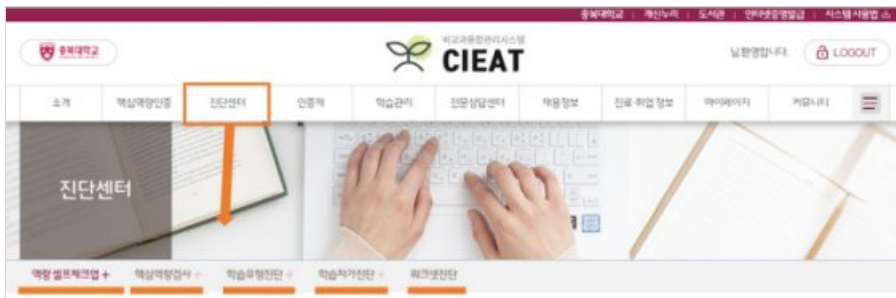 충북대학교 | 개신누리 | 도서관 | 인터넷증명발급 | 시스템 사용법
충북대학교
비교과통합관리시스템
CIEAT
님 환영합니다.
LOGOUT
소개 핵심역량인증 진단센터 인증제 학습관리 전문상담센터 채용정보 진로·취업 정보 마이페이지 커뮤니티
진단센터
역량 셀프체크업 + 핵심역량검사 + 학습유형진단 + 학습자가진단 + 워크넷진단